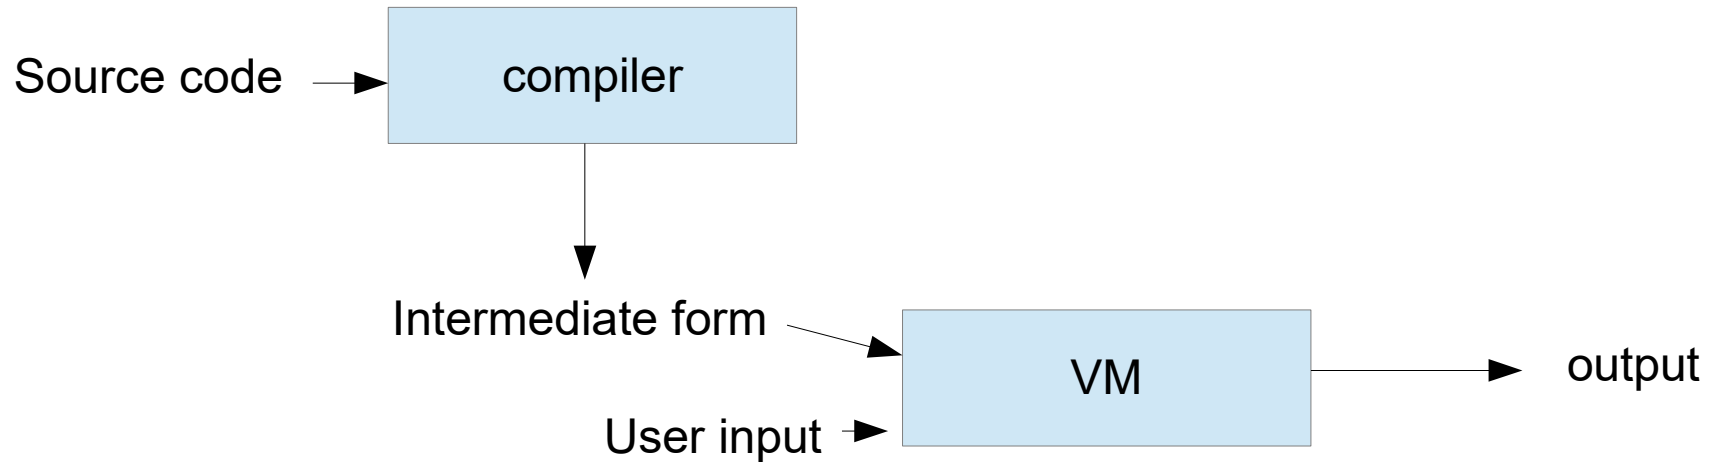 Source code
compiler
Intermediate form
VM
output
User input